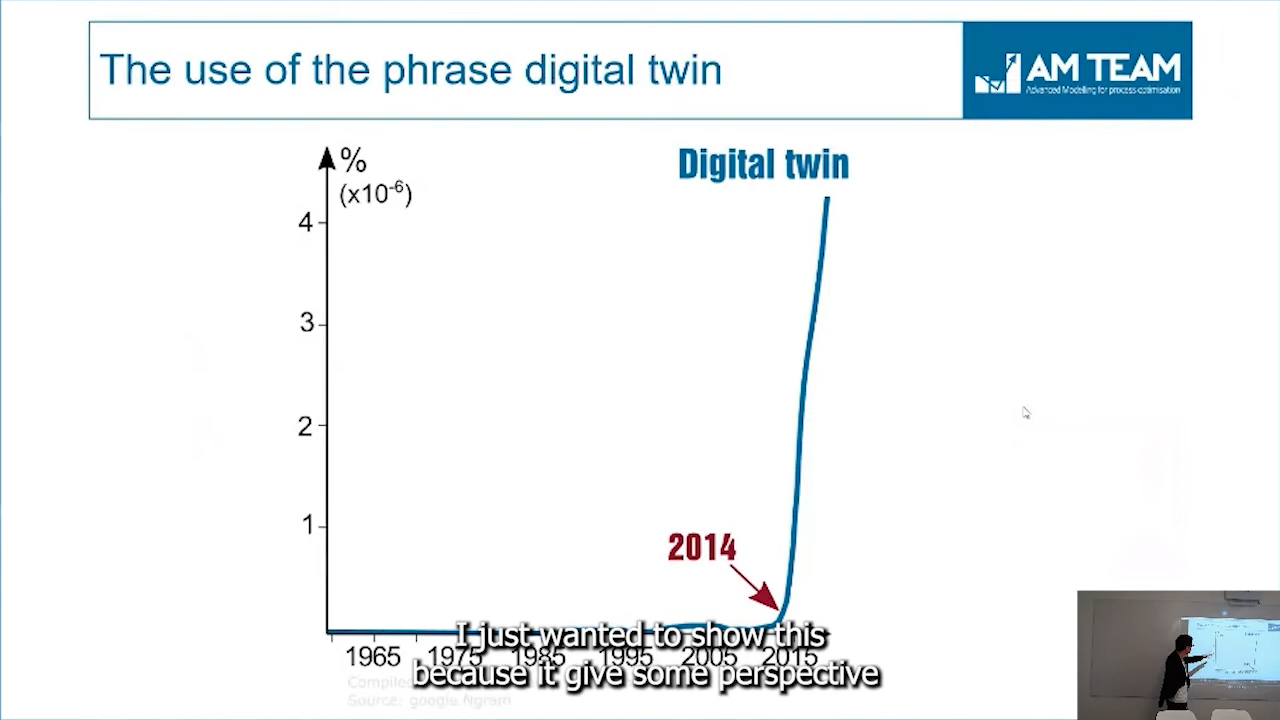 The use of the phrase digital twin
AM TEAM
Advanced Modelling for process optimisation
%
(x10⁻⁶)
Digital twin
4
3
2
1
2014
1965 1975 1985 1995 2005 2015
I just wanted to show this
because it give some perspective
Compiled
Source: google Ngram